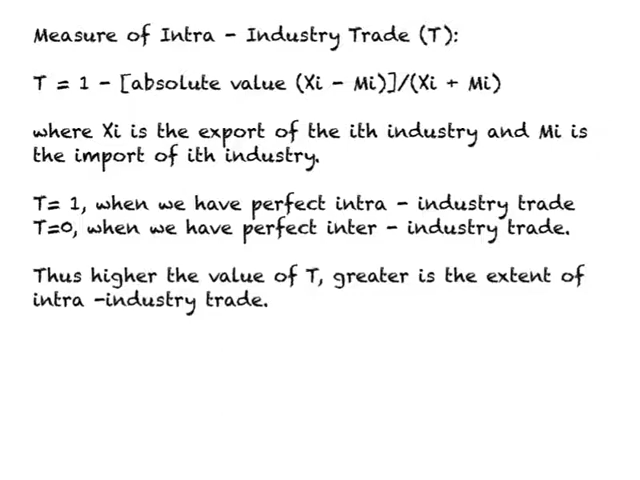 Measure of Intra - Industry Trade (T):
T = 1 - [absolute value (Xi - Mi)]/(Xi + Mi)
where Xi is the export of the ith industry and Mi is
the import of ith industry.
T= 1, when we have perfect intra - industry trade
T=0, when we have perfect inter - industry trade.
Thus higher the value of T, greater is the extent of
intra -industry trade.